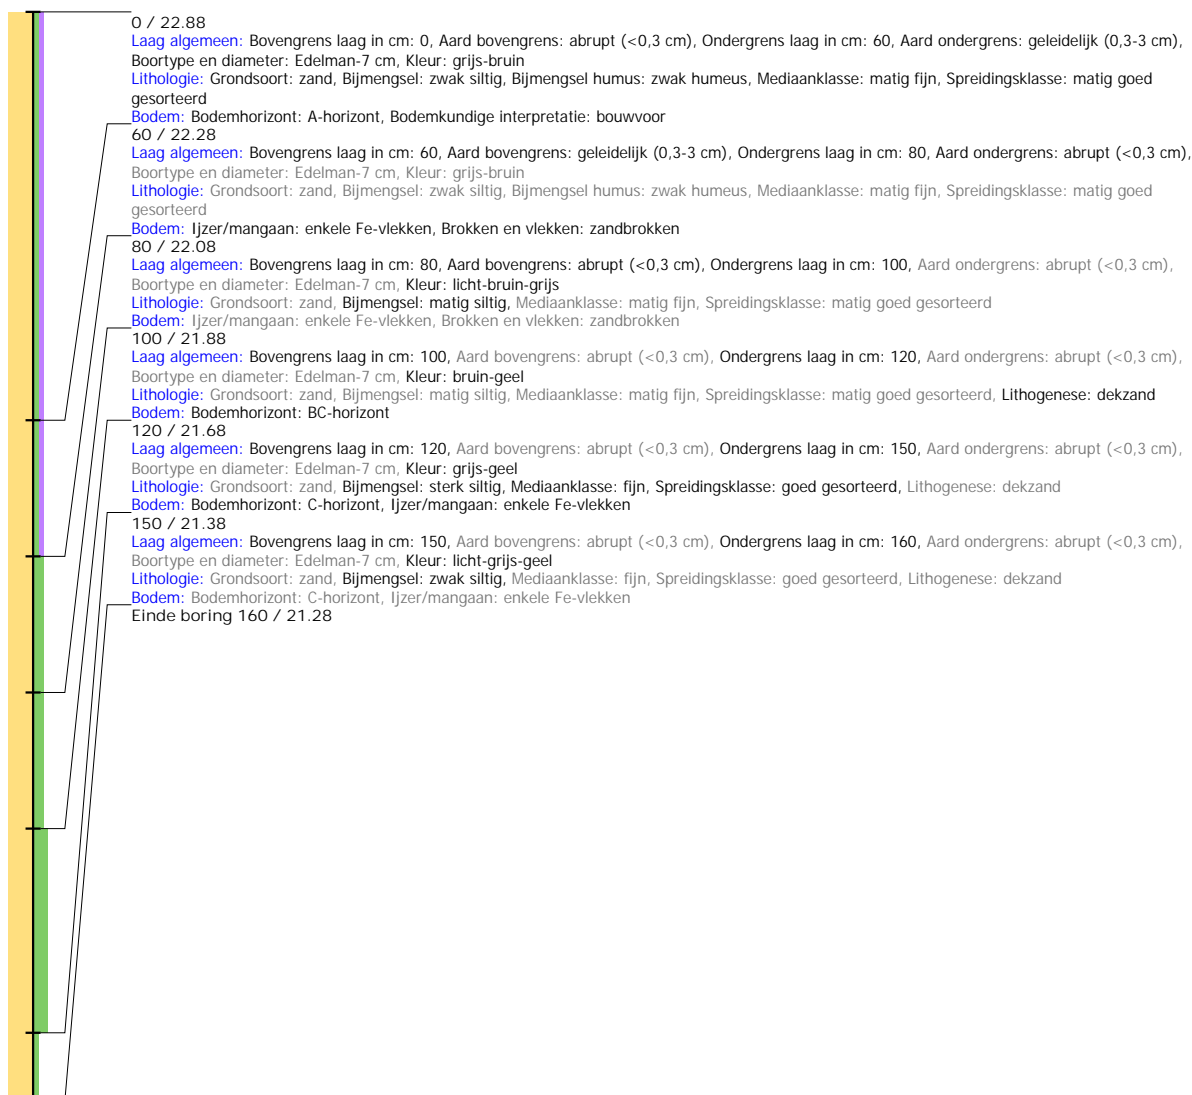 0 / 22.88
Laag algemeen: Bovengrens laag in cm: 0, Aard bovengrens: abrupt (<0,3 cm), Ondergrens laag in cm: 60, Aard ondergrens: geleidelijk (0,3-3 cm),
Boortype en diameter: Edelman-7 cm, Kleur: grijs-bruin
Lithologie: Grondsoort: zand, Bijmengsel: zwak siltig, Bijmengsel humus: zwak humeus, Mediaanklasse: matig fijn, Spreidingsklasse: matig goed
gesorteerd
Bodem: Bodemhorizont: A-horizont, Bodemkundige interpretatie: bouwvoor
60 / 22.28
Laag algemeen: Bovengrens laag in cm: 60, Aard bovengrens: geleidelijk (0,3-3 cm), Ondergrens laag in cm: 80, Aard ondergrens: abrupt (<0,3 cm),
Boortype en diameter: Edelman-7 cm, Kleur: grijs-bruin
Lithologie: Grondsoort: zand, Bijmengsel: zwak siltig, Bijmengsel humus: zwak humeus, Mediaanklasse: matig fijn, Spreidingsklasse: matig goed
gesorteerd
Bodem: Ijzer/mangaan: enkele Fe-vlekken, Brokken en vlekken: zandbrokken
80 / 22.08
Laag algemeen: Bovengrens laag in cm: 80, Aard bovengrens: abrupt (<0,3 cm), Ondergrens laag in cm: 100, Aard ondergrens: abrupt (<0,3 cm),
Boortype en diameter: Edelman-7 cm, Kleur: licht-bruin-grijs
Lithologie: Grondsoort: zand, Bijmengsel: matig siltig, Mediaanklasse: matig fijn, Spreidingsklasse: matig goed gesorteerd
Bodem: Ijzer/mangaan: enkele Fe-vlekken, Brokken en vlekken: zandbrokken
100 / 21.88
Laag algemeen: Bovengrens laag in cm: 100, Aard bovengrens: abrupt (<0,3 cm), Ondergrens laag in cm: 120, Aard ondergrens: abrupt (<0,3 cm),
Boortype en diameter: Edelman-7 cm, Kleur: bruin-geel
Lithologie: Grondsoort: zand, Bijmengsel: matig siltig, Mediaanklasse: matig fijn, Spreidingsklasse: matig goed gesorteerd, Lithogenese: dekzand
Bodem: Bodemhorizont: BC-horizont
120 / 21.68
Laag algemeen: Bovengrens laag in cm: 120, Aard bovengrens: abrupt (<0,3 cm), Ondergrens laag in cm: 150, Aard ondergrens: abrupt (<0,3 cm),
Boortype en diameter: Edelman-7 cm, Kleur: grijs-geel
Lithologie: Grondsoort: zand, Bijmengsel: sterk siltig, Mediaanklasse: fijn, Spreidingsklasse: goed gesorteerd, Lithogenese: dekzand
Bodem: Bodemhorizont: C-horizont, Ijzer/mangaan: enkele Fe-vlekken
150 / 21.38
Laag algemeen: Bovengrens laag in cm: 150, Aard bovengrens: abrupt (<0,3 cm), Ondergrens laag in cm: 160, Aard ondergrens: abrupt (<0,3 cm),
Boortype en diameter: Edelman-7 cm, Kleur: licht-grijs-geel
Lithologie: Grondsoort: zand, Bijmengsel: zwak siltig, Mediaanklasse: fijn, Spreidingsklasse: goed gesorteerd, Lithogenese: dekzand
Bodem: Bodemhorizont: C-horizont, Ijzer/mangaan: enkele Fe-vlekken
Einde boring 160 / 21.28